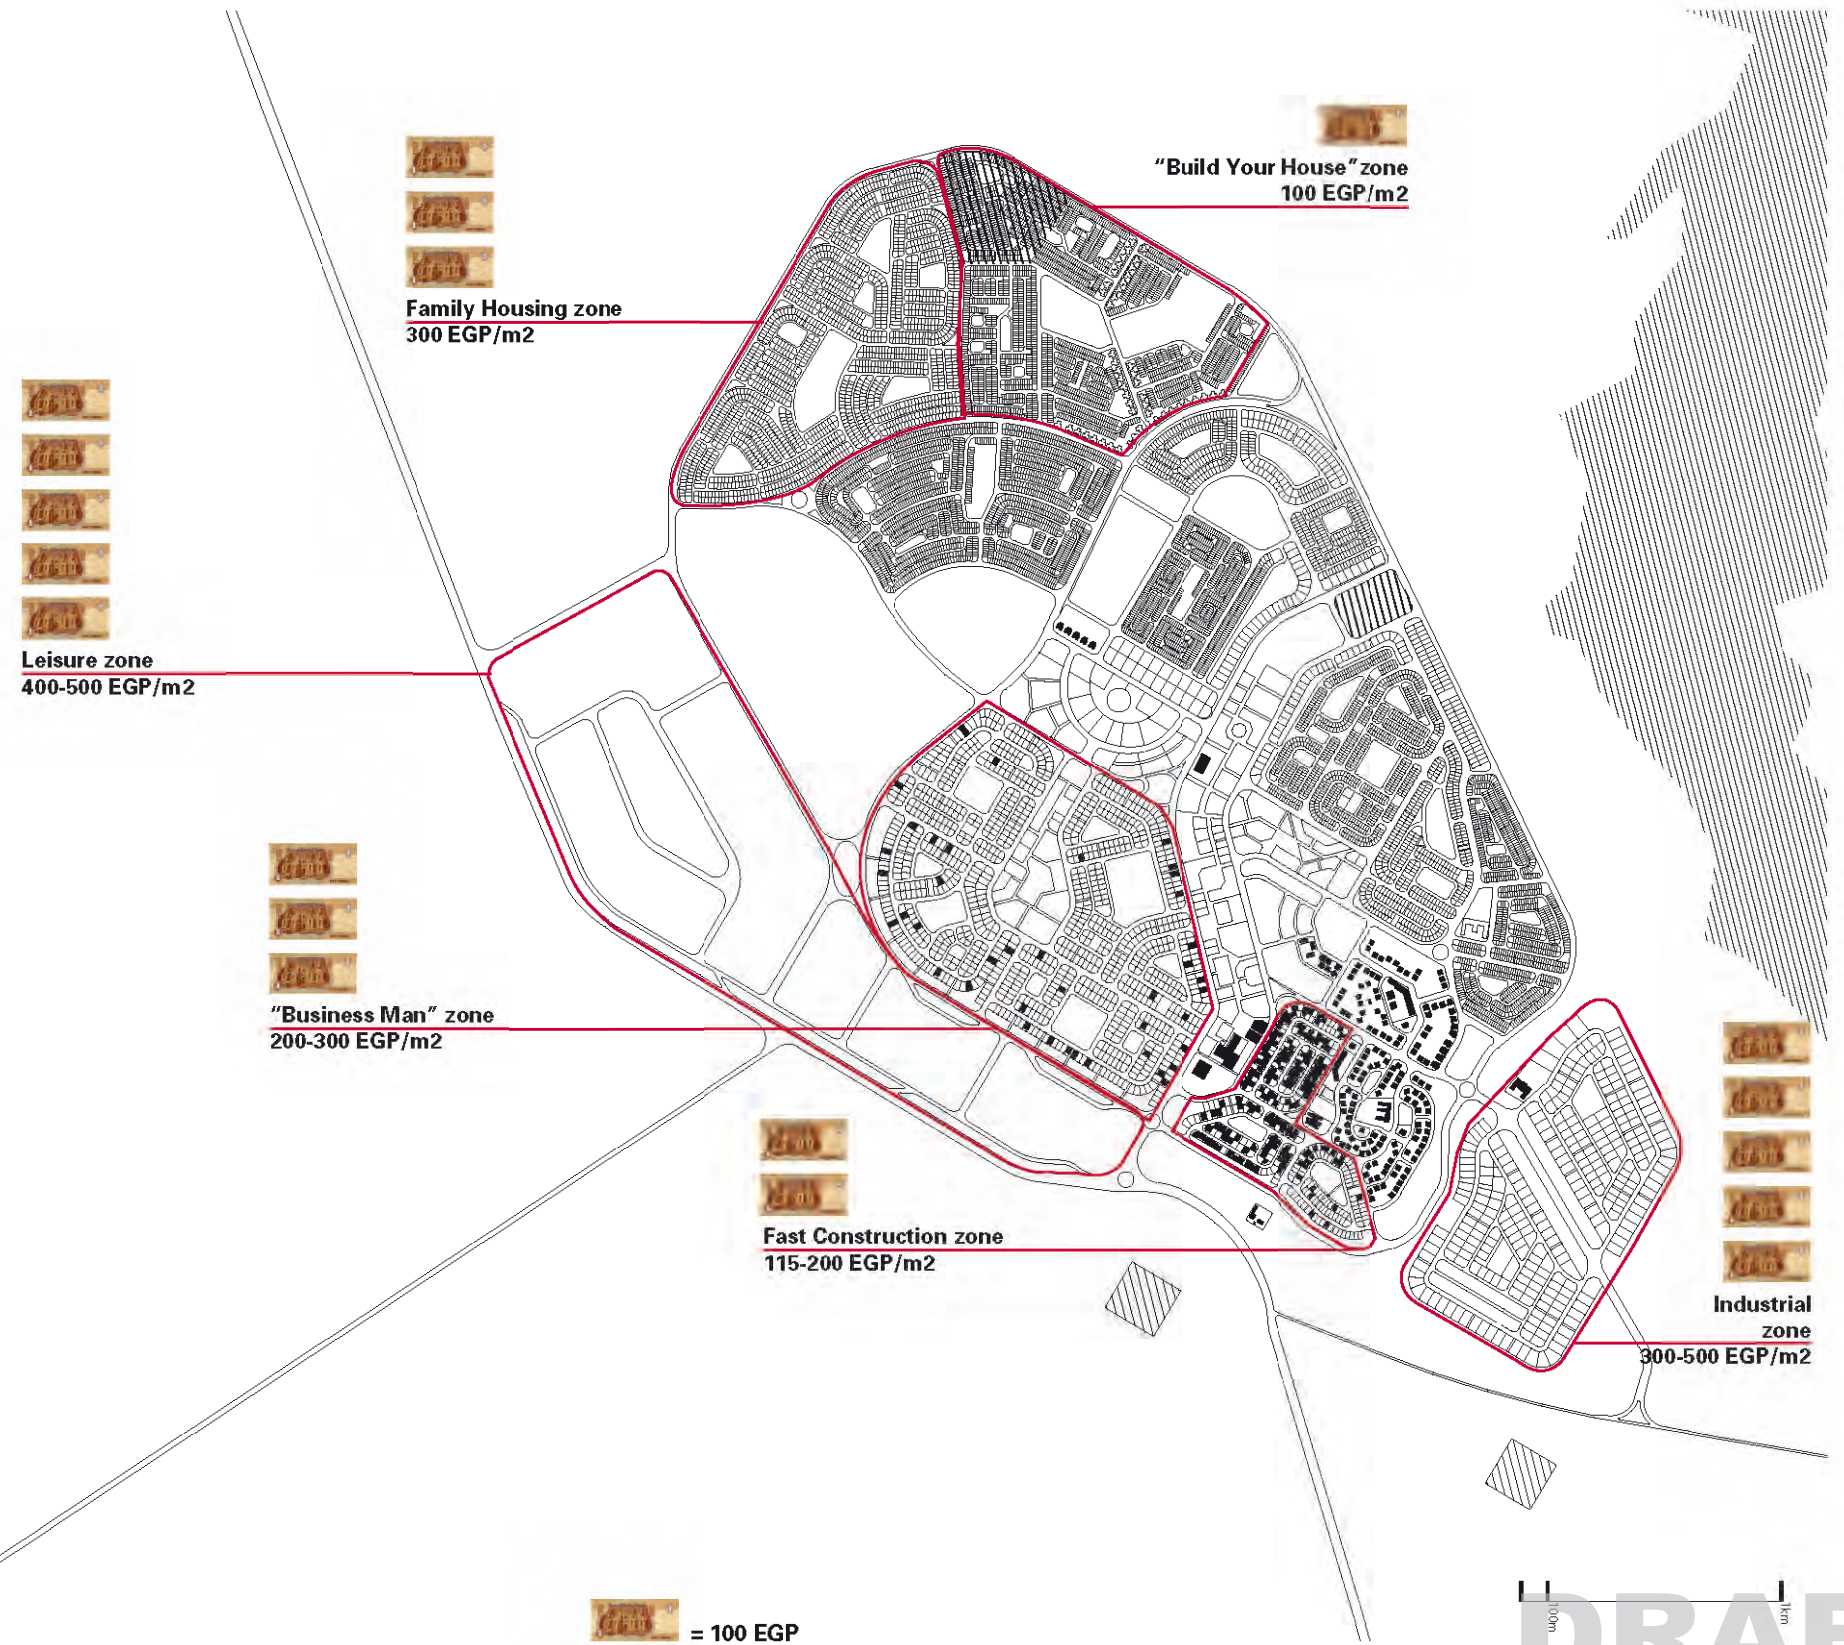 "Build Your House" zone
100 EGP/m2
Family Housing zone
300 EGP/m2
Leisure zone
400-500 EGP/m2
"Business Man" zone
200-300 EGP/m2
Fast Construction zone
115-200 EGP/m2
Industrial
zone
300-500 EGP/m2
= 100 EGP
100m
1km